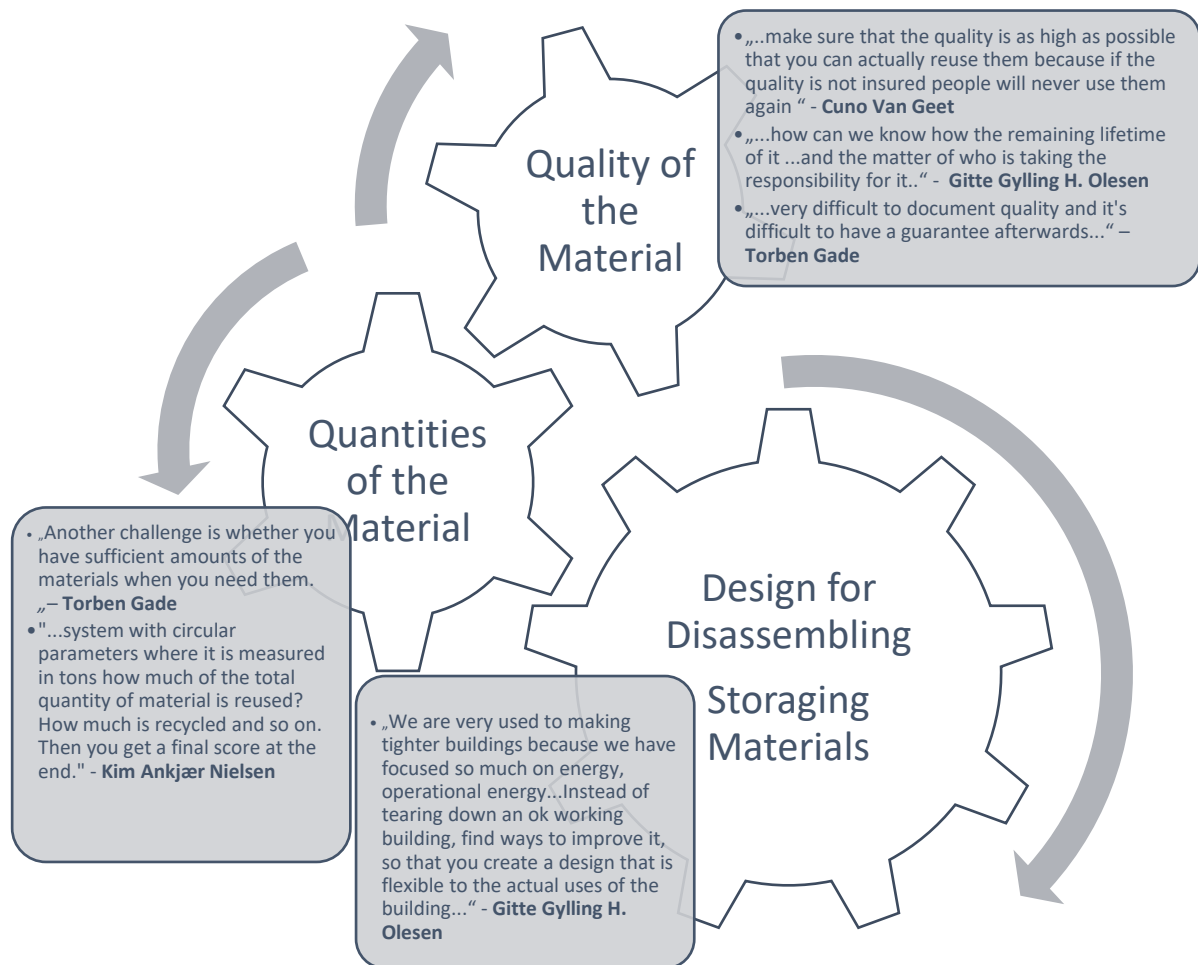 Quality of
the
Material
•„..make sure that the quality is as high as possible
that you can actually reuse them because if the
quality is not insured people will never use them
again “ - Cuno Van Geet
•„...how can we know how the remaining lifetime
of it ...and the matter of who is taking the
responsibility for it..“ - Gitte Gylling H. Olesen
•„...very difficult to document quality and it's
difficult to have a guarantee afterwards...“ –
Torben Gade
Quantities
of the
Material
• „Another challenge is whether you
have sufficient amounts of the
materials when you need them.
„– Torben Gade
•"...system with circular
parameters where it is measured
in tons how much of the total
quantity of material is reused?
How much is recycled and so on.
Then you get a final score at the
end." - Kim Ankjær Nielsen
Design for
Disassembling
Storaging
Materials
• „We are very used to making
tighter buildings because we have
focused so much on energy,
operational energy...Instead of
tearing down an ok working
building, find ways to improve it,
so that you create a design that is
flexible to the actual uses of the
building...“ - Gitte Gylling H.
Olesen